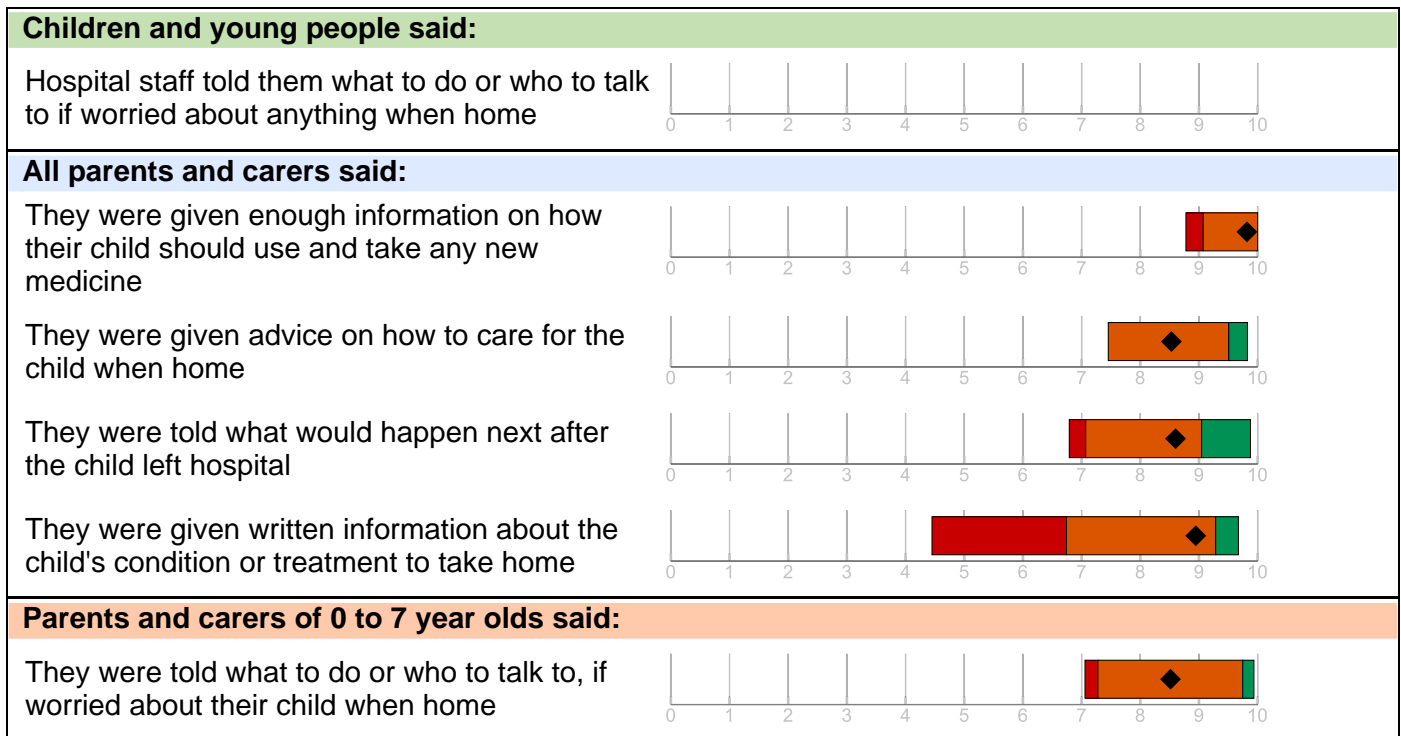 Children and young people said:
Hospital staff told them what to do or who to talk
to if worried about anything when home
0 1 2 3 4 5 6 7 8 9 10
All parents and carers said:
They were given enough information on how
their child should use and take any new
medicine
0 1 2 3 4 5 6 7 8 9 10
They were given advice on how to care for the
child when home
0 1 2 3 4 5 6 7 8 9 10
They were told what would happen next after
the child left hospital
0 1 2 3 4 5 6 7 8 9 10
They were given written information about the
child's condition or treatment to take home
0 1 2 3 4 5 6 7 8 9 10
Parents and carers of 0 to 7 year olds said:
They were told what to do or who to talk to, if
worried about their child when home
0 1 2 3 4 5 6 7 8 9 10